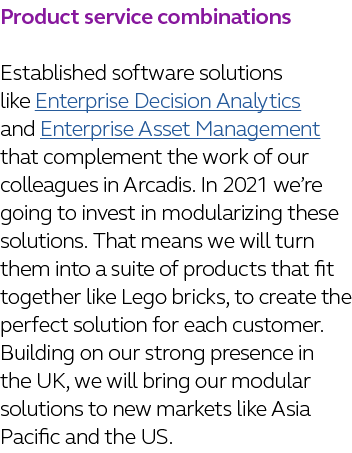 Product service combinations
Established software solutions
like Enterprise Decision Analytics
and Enterprise Asset Management
that complement the work of our
colleagues in Arcadis. In 2021 we’re
going to invest in modularizing these
solutions. That means we will turn
them into a suite of products that fit
together like Lego bricks, to create the
perfect solution for each customer.
Building on our strong presence in
the UK, we will bring our modular
solutions to new markets like Asia
Pacific and the US.